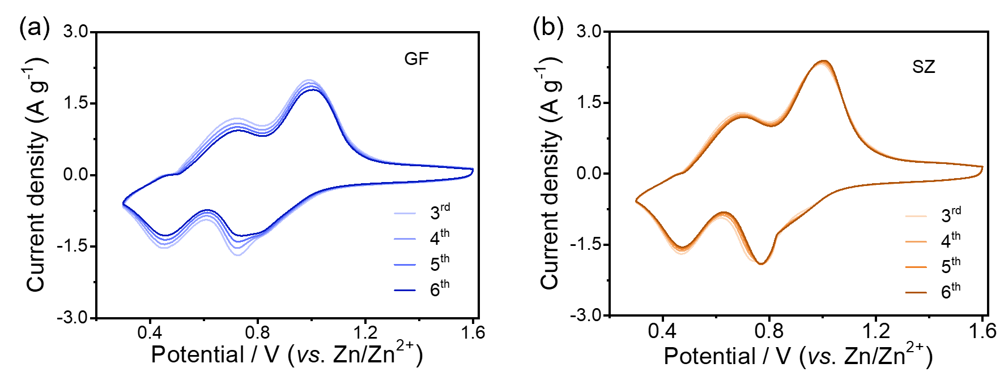 (a)
GF
Current density (A g⁻¹)
3.0
1.5
0.0
-1.5
-3.0
3rd
4th
5th
6th
0.4 0.8 1.2 1.6
Potential / V (vs. Zn/Zn²⁺)
(b)
SZ
Current density (A g⁻¹)
3.0
1.5
0.0
-1.5
-3.0
3rd
4th
5th
6th
0.4 0.8 1.2 1.6
Potential / V (vs. Zn/Zn²⁺)